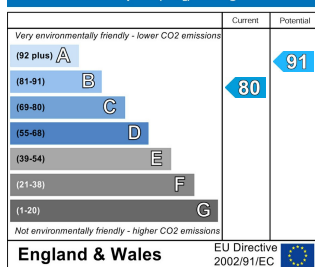 Current Potential
Very environmentally friendly - lower CO2 emissions
(92 plus) A
(81-91) B
(69-80) C
(55-68) D
(39-54) E
(21-38) F
(1-20) G
80
91
Not environmentally friendly - higher CO2 emissions
England & Wales
EU Directive
2002/91/EC